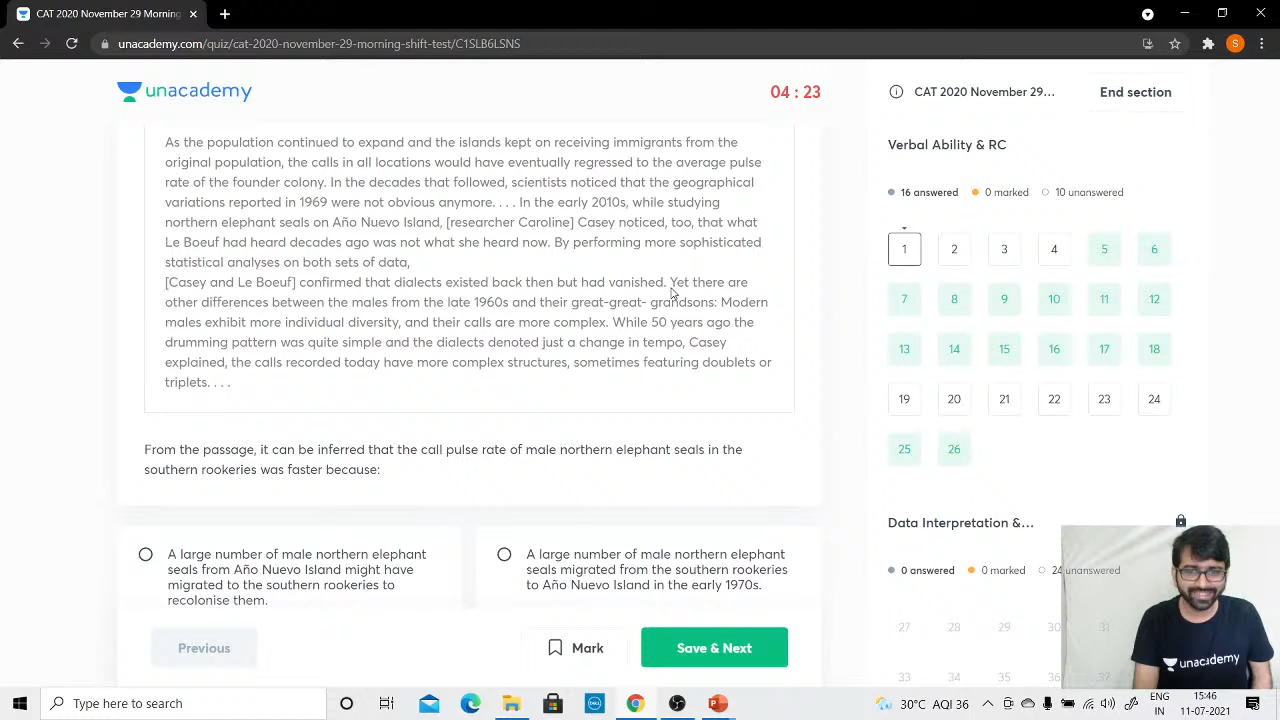 CAT 2020 November 29 Morning
unacademy.com/quiz/cat-2020-november-29-morning-shift-test/C1SLB6LSNS
S
unacademy
04 : 23
CAT 2020 November 29...
End section
As the population continued to expand and the islands kept on receiving immigrants from the
original population, the calls in all locations would have eventually regressed to the average pulse
rate of the founder colony. In the decades that followed, scientists noticed that the geographical
variations reported in 1969 were not obvious anymore. . . . In the early 2010s, while studying
northern elephant seals on Año Nuevo Island, [researcher Caroline] Casey noticed, too, that what
Le Boeuf had heard decades ago was not what she heard now. By performing more sophisticated
statistical analyses on both sets of data,
[Casey and Le Boeuf] confirmed that dialects existed back then but had vanished. Yet there are
other differences between the males from the late 1960s and their great-great- grandsons: Modern
males exhibit more individual diversity, and their calls are more complex. While 50 years ago the
drumming pattern was quite simple and the dialects denoted just a change in tempo, Casey
explained, the calls recorded today have more complex structures, sometimes featuring doublets or
triplets. . . .
From the passage, it can be inferred that the call pulse rate of male northern elephant seals in the
southern rookeries was faster because:
A large number of male northern elephant
seals from Año Nuevo Island might have
migrated to the southern rookeries to
recolonise them.
A large number of male northern elephant
seals migrated from the southern rookeries
to Año Nuevo Island in the early 1970s.
Previous
Mark
Save & Next
Verbal Ability & RC
16 answered
0 marked
10 unanswered
1 2 3 4 5 6
7 8 9 10 11 12
13 14 15 16 17 18
19 20 21 22 23 24
25 26
Data Interpretation &...
0 answered
0 marked
24 unanswered
27 28 29 30 31
33 34 35 36 37
unacademy
Type here to search
DELL
30°C AQI 36
ENG
IN
15:46
11-07-2021